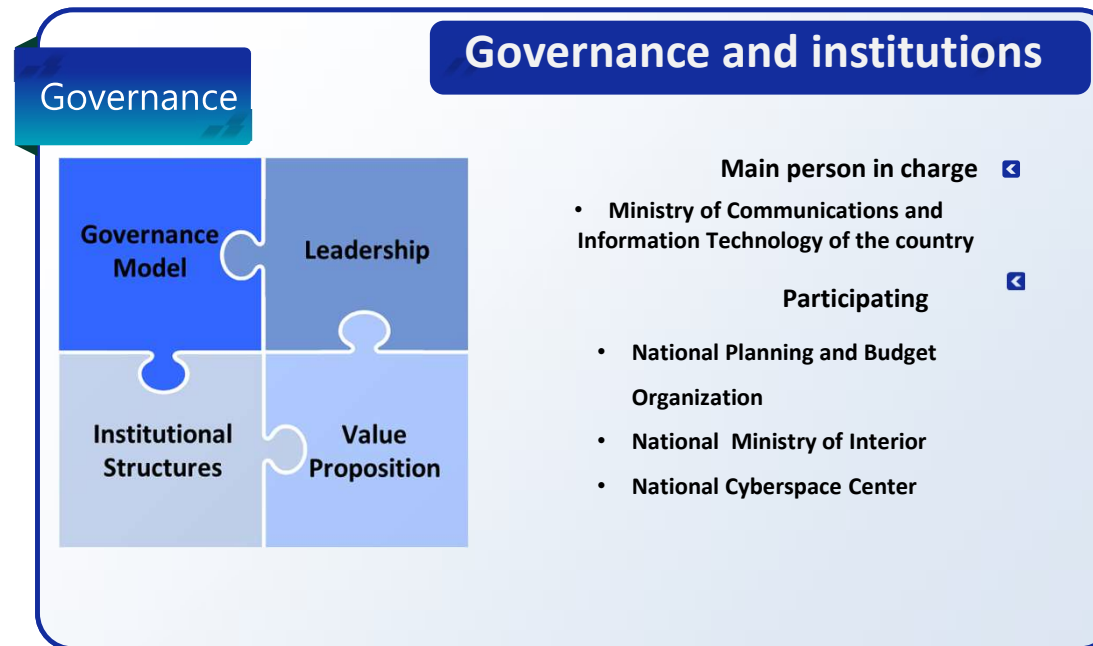 Governance and institutions
Governance
Governance
Model
Leadership
Institutional
Structures
Value
Proposition
Main person in charge
• Ministry of Communications and
Information Technology of the country
Participating
• National Planning and Budget
Organization
• National Ministry of Interior
• National Cyberspace Center